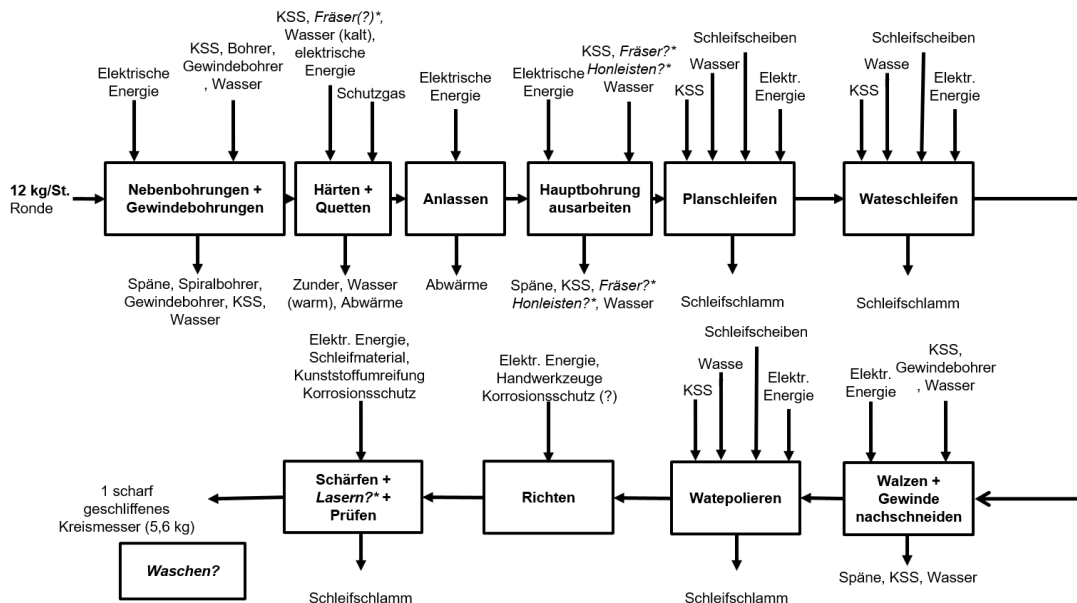 KSS, Fräser(?)*,
Wasser (kalt),
elektrische
Energie
KSS, Bohrer,
Gewindebohrer
, Wasser
Elektrische
Energie
Schutzgas
Elektrische
Energie
Elektrische
Energie
KSS, Fräser?*
Honleisten?*
Wasser
Schleifscheiben
Wasser
KSS
Elektr.
Energie
Schleifscheiben
Wasse
KSS
Elektr.
Energie
12 kg/St.
Ronde
Nebenbohrungen +
Gewindebohrungen
Härten +
Quetten
Anlassen
Hauptbohrung
ausarbeiten
Planschleifen
Wateschleifen
Späne, Spiralbohrer,
Gewindebohrer, KSS,
Wasser
Zunder, Wasser
(warm), Abwärme
Abwärme
Späne, KSS, Fräser?*
Honleisten?*, Wasser
Schleifschlamm
Schleifschlamm
Elektr. Energie,
Schleifmaterial,
Kunststoffumreifung
Korrosionsschutz
Elektr. Energie,
Handwerkzeuge
Korrosionsschutz (?)
Schleifscheiben
Wasse
KSS
Elektr.
Energie
Elektr.
Energie
KSS,
Gewindebohrer
, Wasser
1 scharf
geschliffenes
Kreismesser (5,6 kg)
Schärfen +
Lasern?* +
Prüfen
Richten
Watepolieren
Walzen +
Gewinde
nachschneiden
Waschen?
Schleifschlamm
Schleifschlamm
Späne, KSS, Wasser